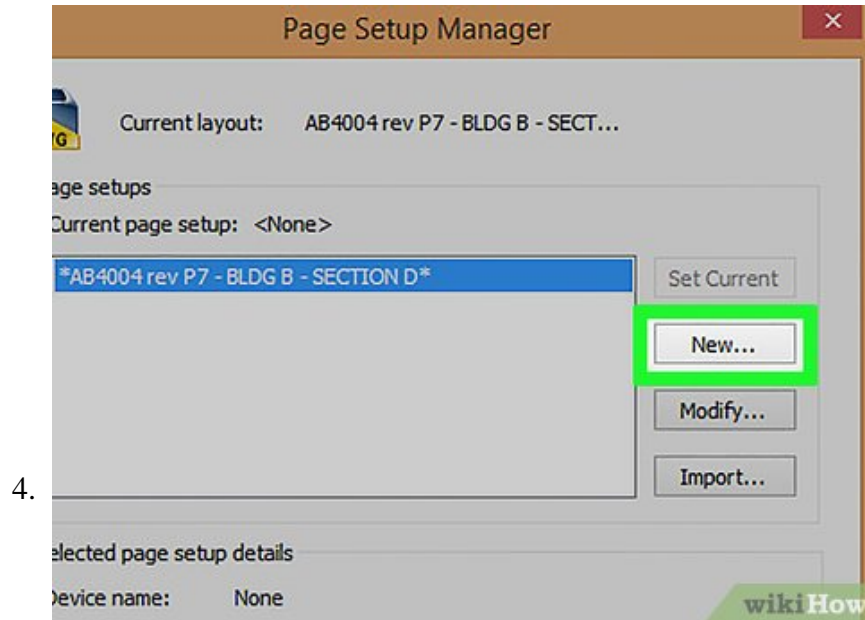 Page Setup Manager
Current layout: AB4004 rev P7 - BLDG B - SECT...
age setups
Current page setup: <None>
*AB4004 rev P7 - BLDG B - SECTION D*
Set Current
New...
Modify...
Import...
4.
elected page setup details
evice name: None
wikiHow